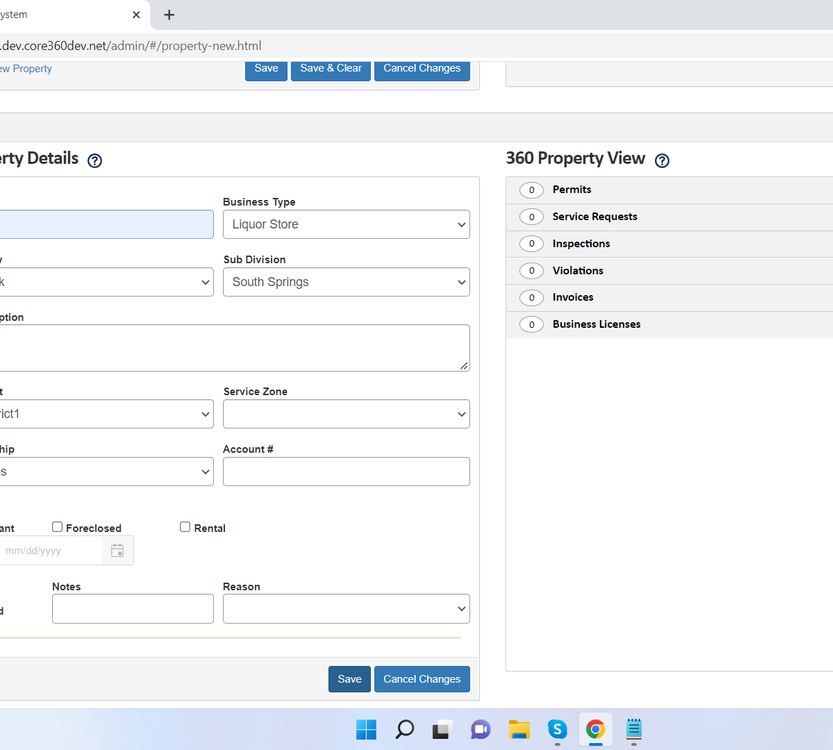 ystem
.dev.core360dev.net/admin/#/property-new.html
ew Property
Save
Save & Clear
Cancel Changes
rty Details
360 Property View
Business Type
Liquor Store
y
Sub Division
k
South Springs
ption
t
Service Zone
rict1
hip
Account #
s
ant
Foreclosed
Rental
mm/dd/yyyy
Notes
Reason
d
Save
Cancel Changes
0 Permits
0 Service Requests
0 Inspections
0 Violations
0 Invoices
0 Business Licenses